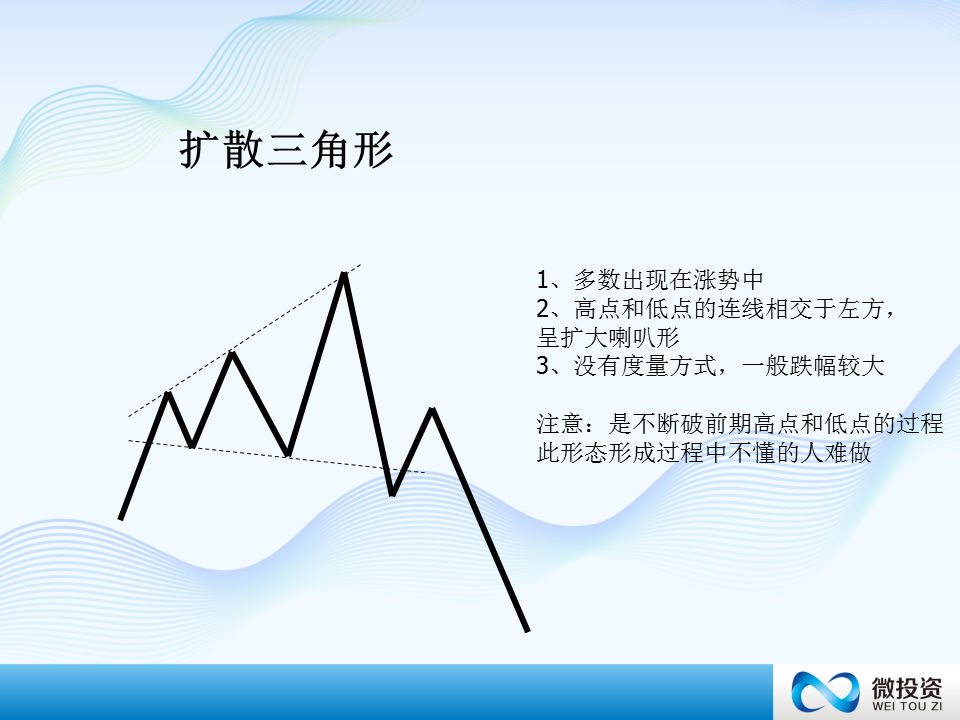 扩散三角形
1、多数出现在涨势中
2、高点和低点的连线相交于左方，
呈扩大喇叭形
3、没有度量方式，一般跌幅较大
注意：是不断破前期高点和低点的过程
此形态形成过程中不懂的人难做
微投资
WEI TOU ZI